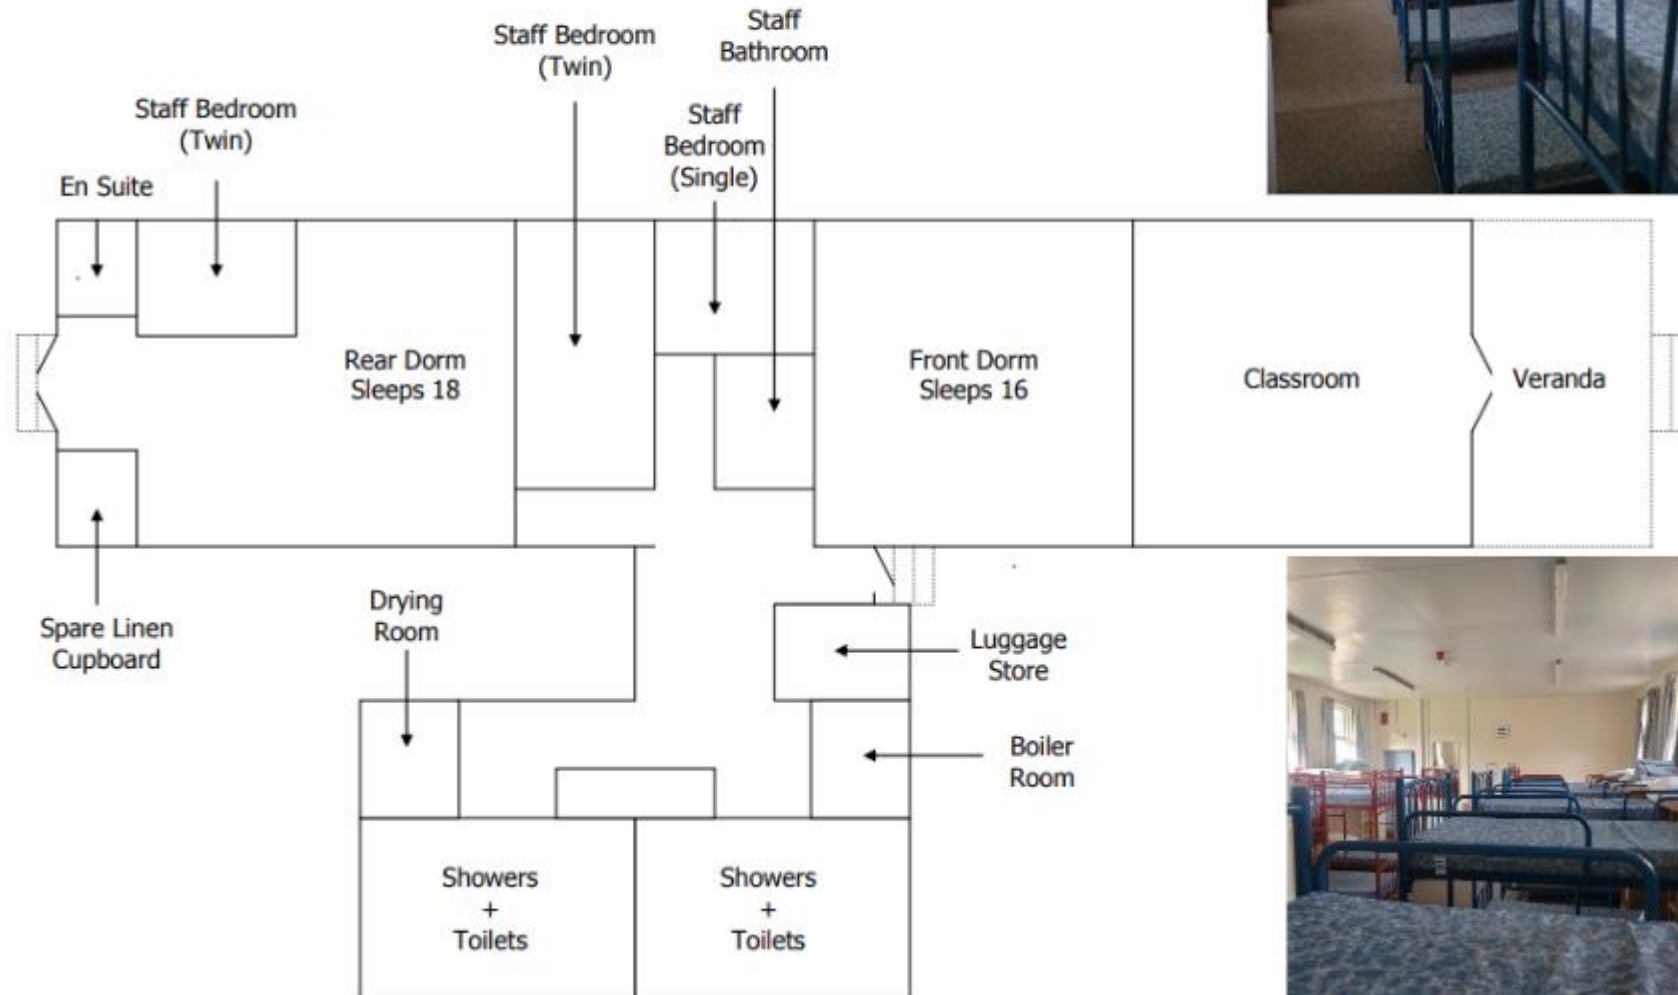 Staff
Bathroom
Staff Bedroom
(Twin)
Staff Bedroom
(Twin)
Staff
Bedroom
(Single)
En Suite
Rear Dorm
Sleeps 18
Front Dorm
Sleeps 16
Classroom
Veranda
Spare Linen
Cupboard
Drying
Room
Luggage
Store
Boiler
Room
Showers
+
Toilets
Showers
+
Toilets